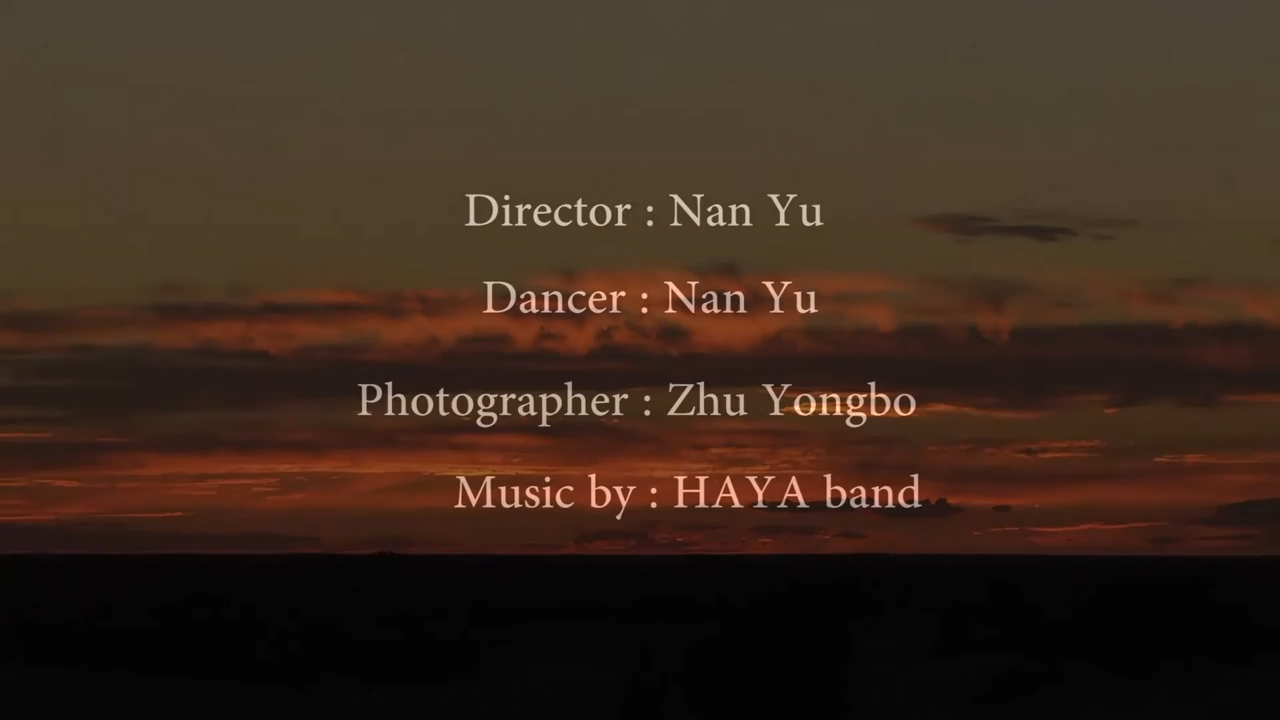 Director : Nan Yu
Dancer : Nan Yu
Photographer : Zhu Yongbo
Music by : HAYA band